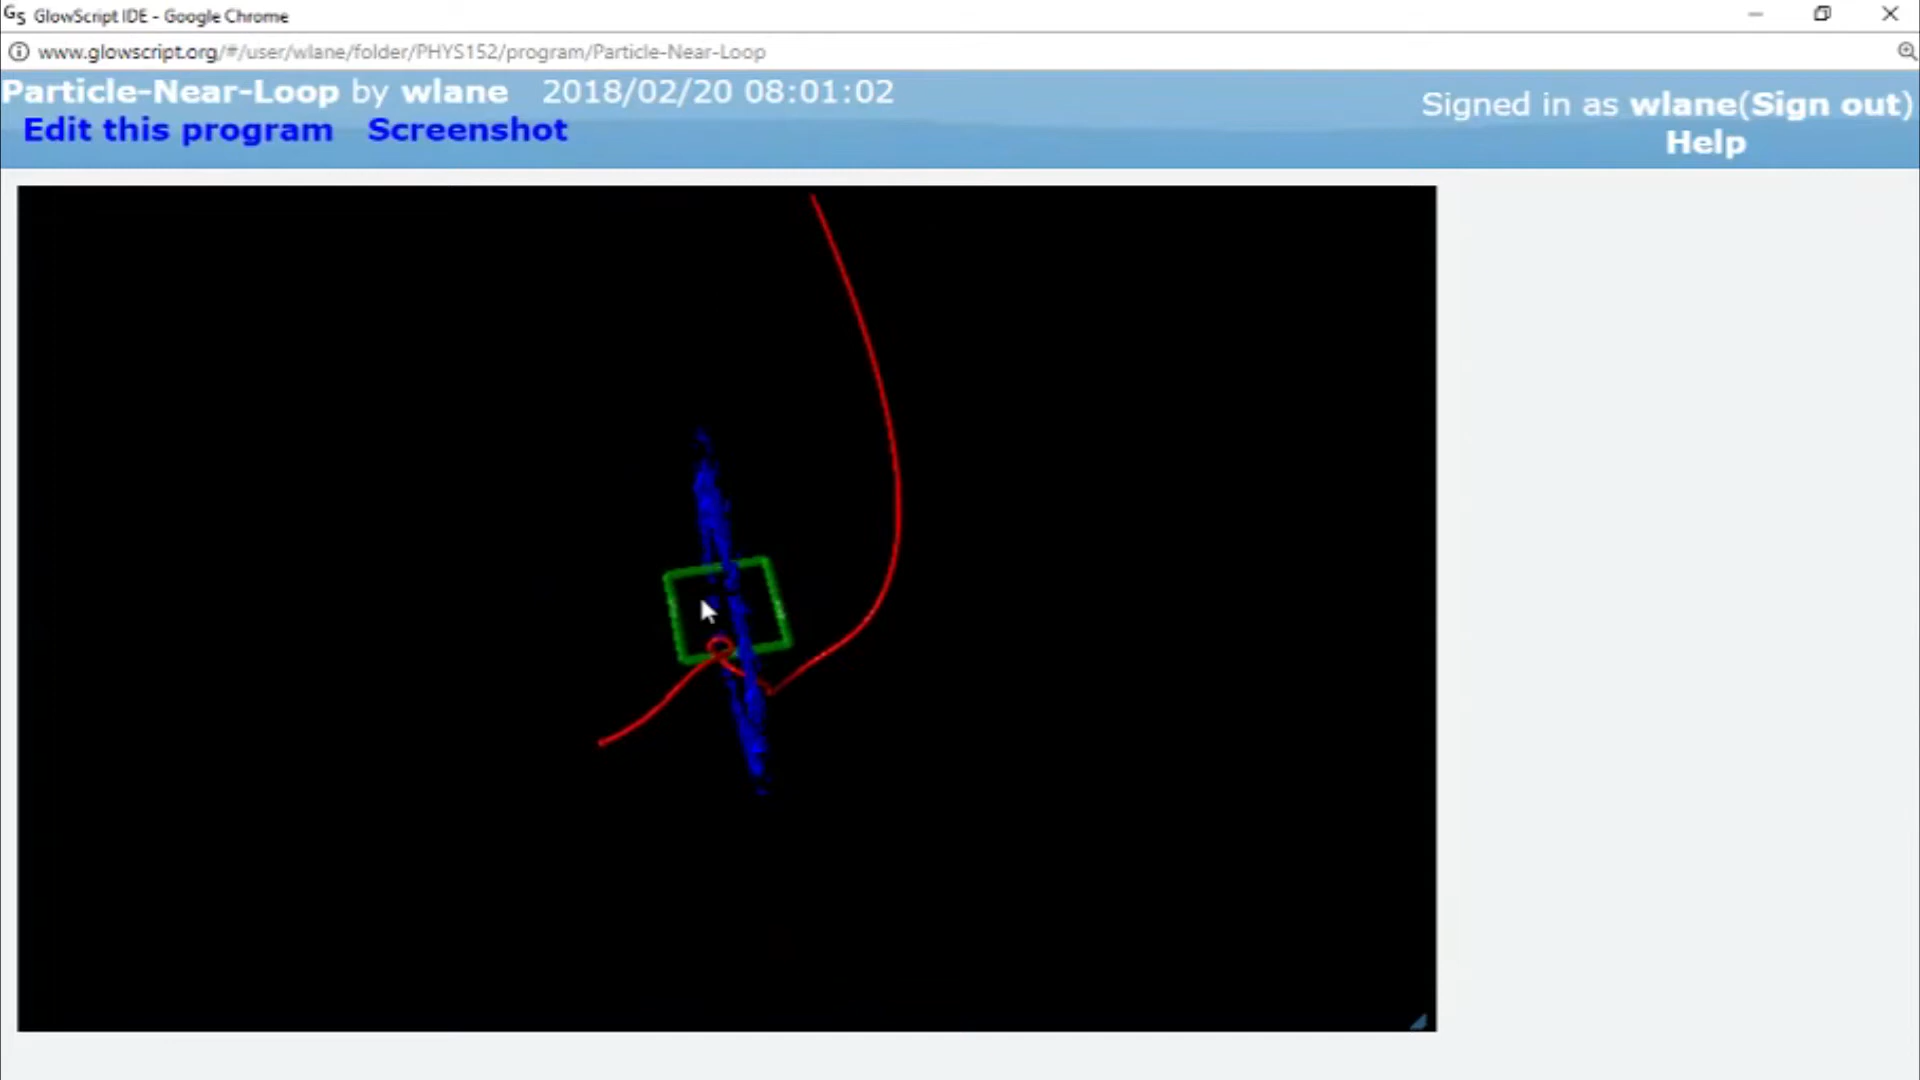 GlowScript IDE - Google Chrome
www.glowscript.org/#/user/wlane/folder/PHYS152/program/Particle-Near-Loop
Particle-Near-Loop by wlane 2018/02/20 08:01:02
Edit this program Screenshot
Signed in as wlane(Sign out)
Help